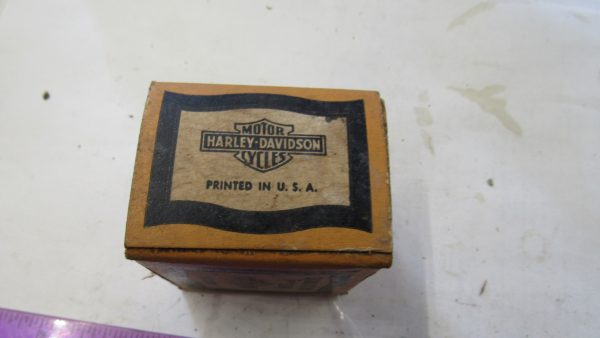 MOTOR
HARLEY-DAVIDSON
CYCLES
PRINTED IN U. S. A.